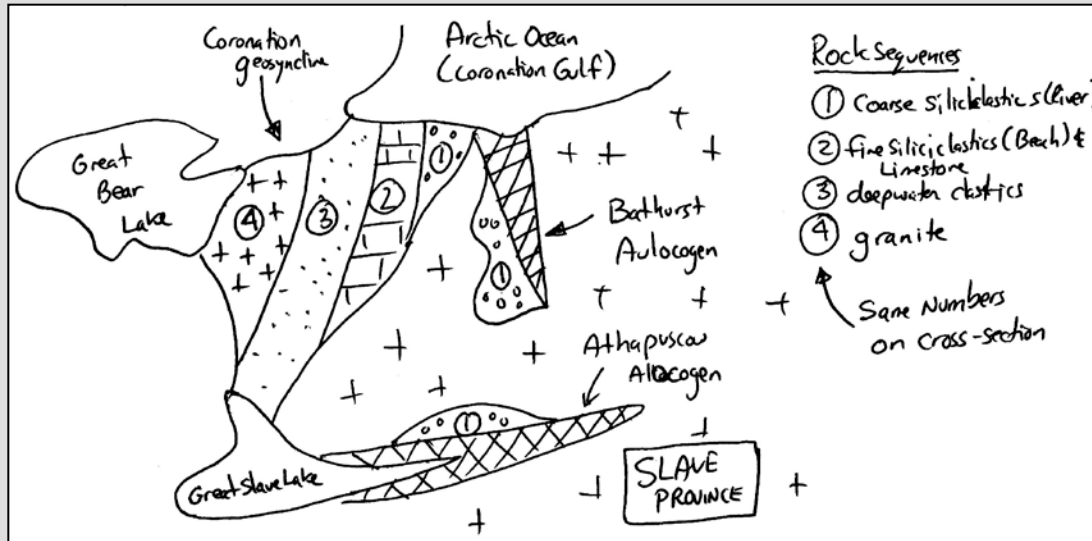 Coronation
geosyncline
Arctic Ocean
(Coronation Gulf)
Great
Bear
Lake
4
3
2
1
1
Bathurst
Aulocogen
Athapuscow
Allocogen
1
Great Slave Lake
SLAVE
PROVINCE
Rock Sequences
1 Coarse Siliciclastics (River)
2 fine Siliciclastics (Beach) &
Limestone
3 deepwater clastics
4 granite
Same Numbers
on cross-section